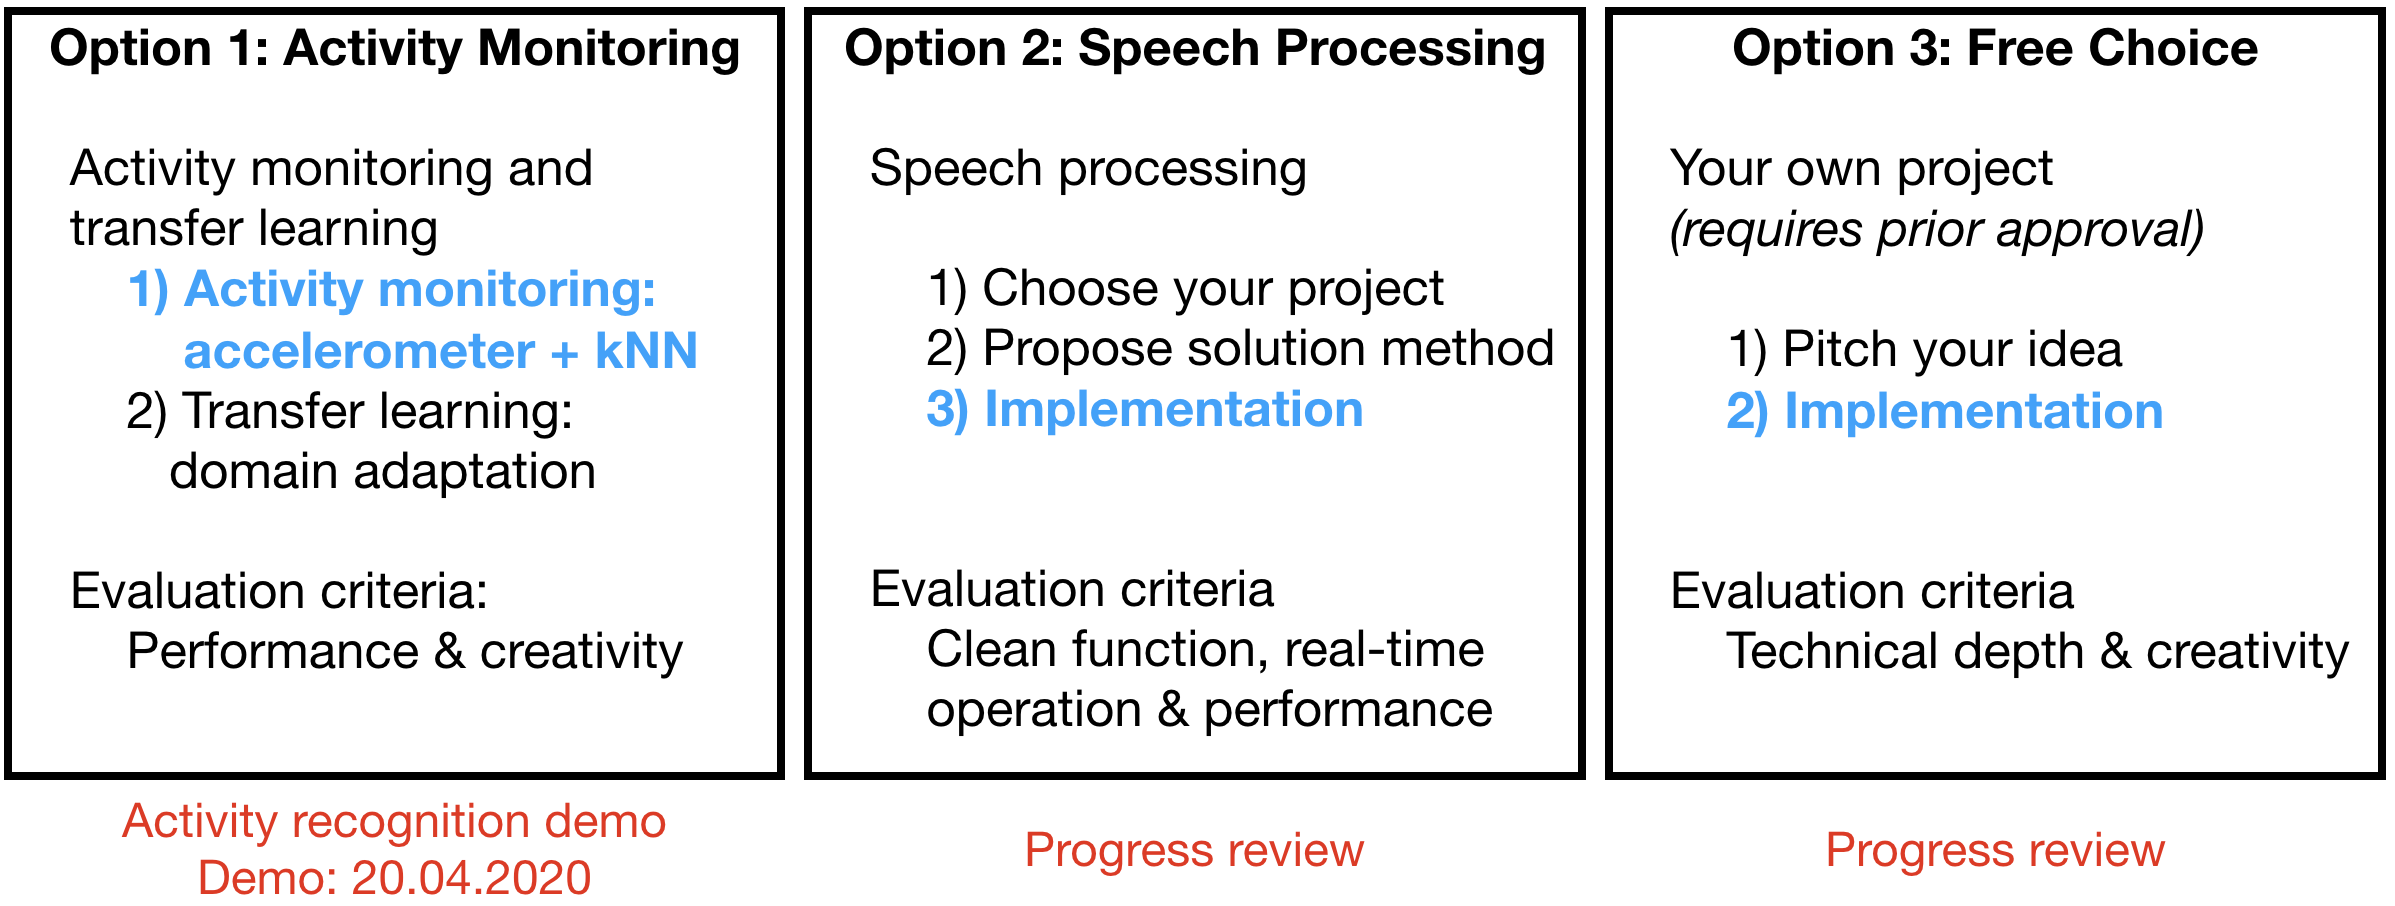 Option 1: Activity Monitoring
Activity monitoring and
transfer learning
1) Activity monitoring:
accelerometer + kNN
2) Transfer learning:
domain adaptation
Evaluation criteria:
Performance & creativity
Activity recognition demo
Demo: 20.04.2020
Option 2: Speech Processing
Speech processing
1) Choose your project
2) Propose solution method
3) Implementation
Evaluation criteria
Clean function, real-time
operation & performance
Progress review
Option 3: Free Choice
Your own project
(requires prior approval)
1) Pitch your idea
2) Implementation
Evaluation criteria
Technical depth & creativity
Progress review